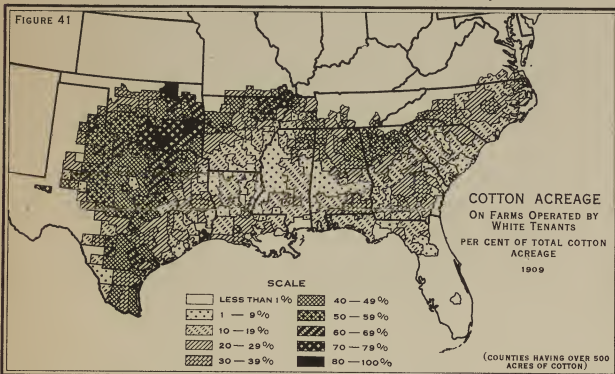 FIGURE 41
COTTON ACREAGE
ON FARMS OPERATED BY
WHITE TENANTS
PER CENT OF TOTAL COTTON
ACREAGE
1909
SCALE
LESS THAN 1%
1 — 9%
10 — 19%
20 — 29%
30 — 39%
40 — 49%
50 — 59%
60 — 69%
70 — 79%
80 — 100%
(COUNTIES HAVING OVER 500
ACRES OF COTTON)